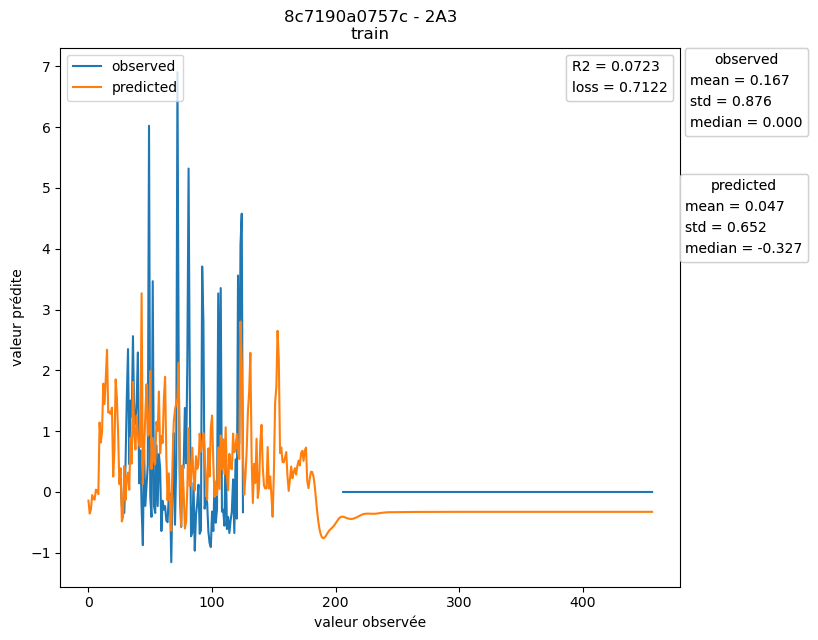 8c7190a0757c - 2A3
train
observed
predicted
R2 = 0.0723
loss = 0.7122
observed
mean = 0.167
std = 0.876
median = 0.000
predicted
mean = 0.047
std = 0.652
median = -0.327
valeur prédite
7
6
5
4
3
2
1
0
−1
0
100
200
300
400
valeur observée